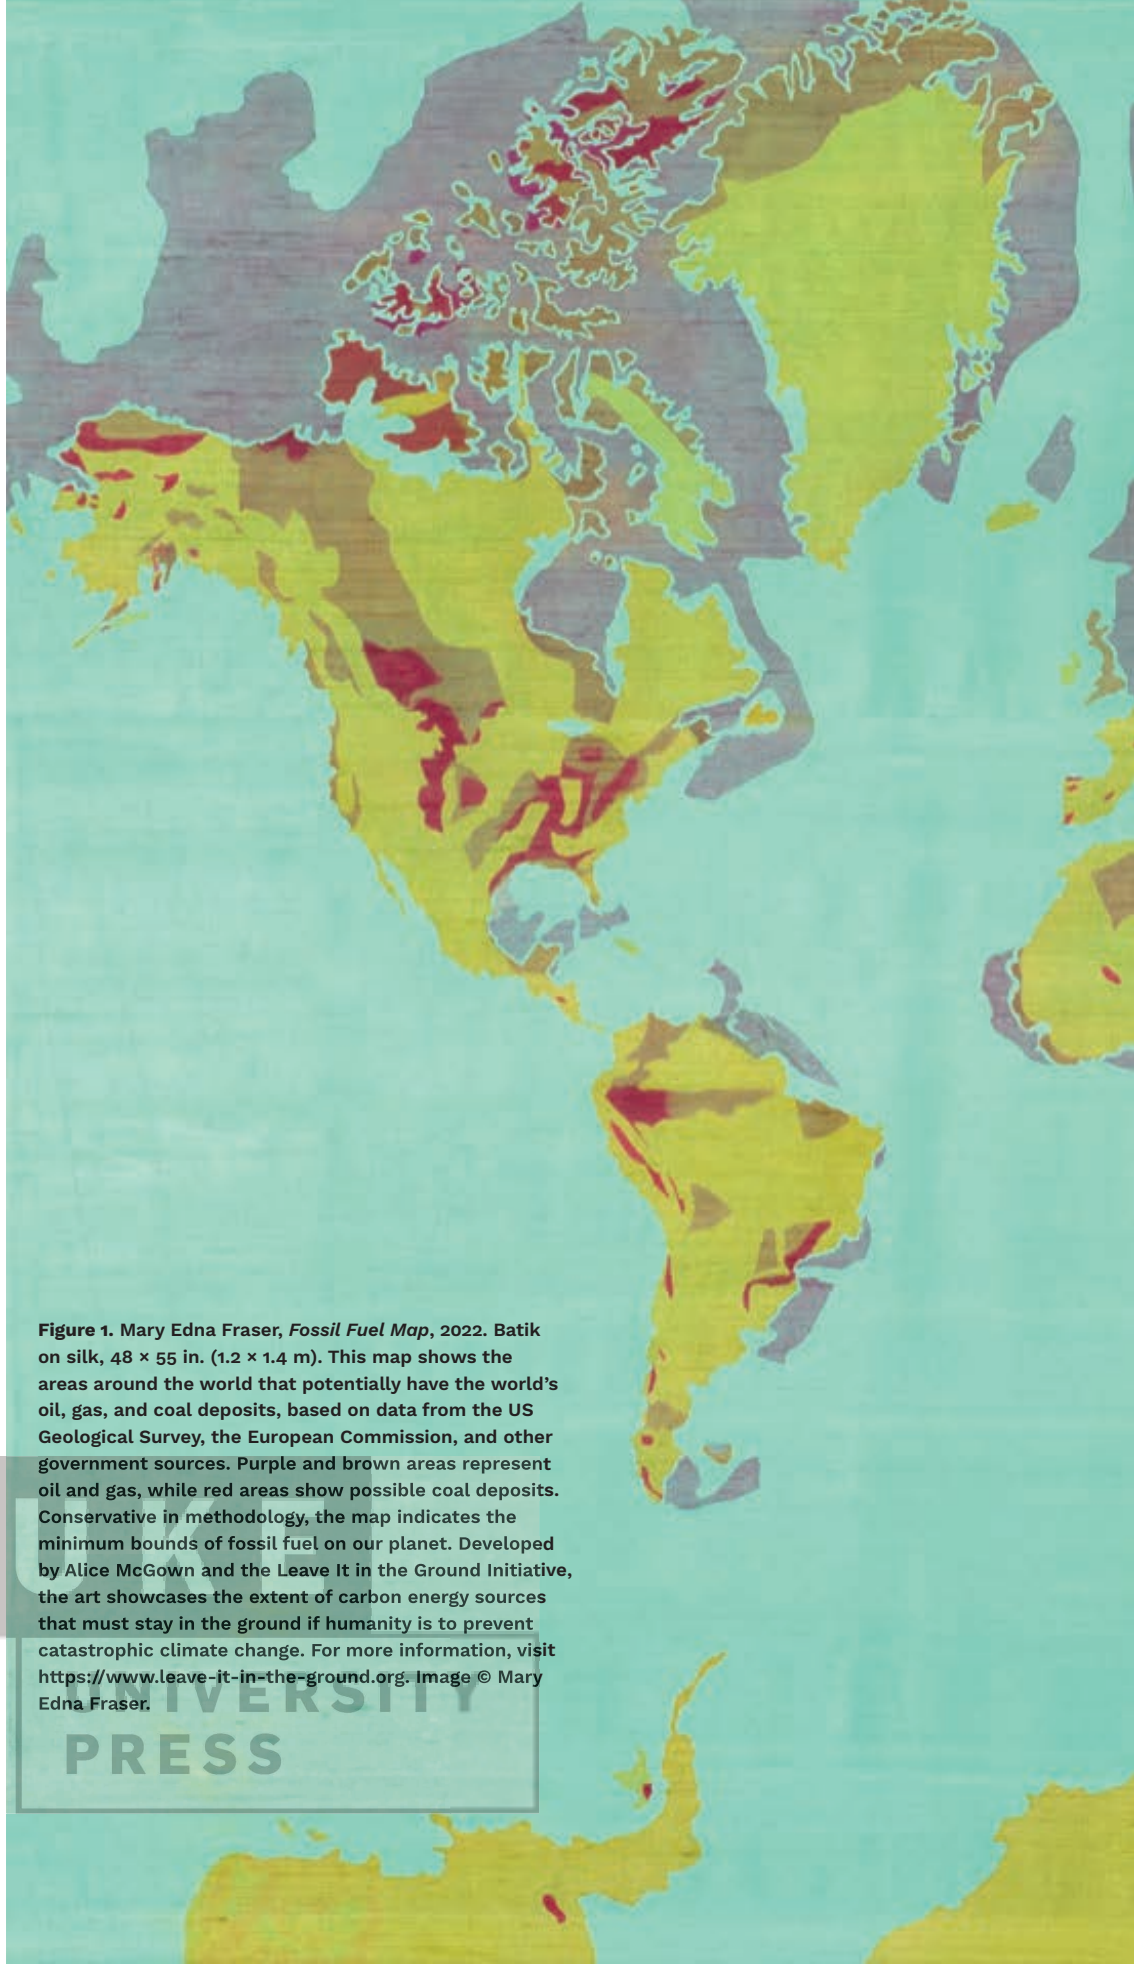 Figure 1. Mary Edna Fraser, Fossil Fuel Map, 2022. Batik
on silk, 48 × 55 in. (1.2 × 1.4 m). This map shows the
areas around the world that potentially have the world’s
oil, gas, and coal deposits, based on data from the US
Geological Survey, the European Commission, and other
government sources. Purple and brown areas represent
oil and gas, while red areas show possible coal deposits.
Conservative in methodology, the map indicates the
minimum bounds of fossil fuel on our planet. Developed
by Alice McGown and the Leave It in the Ground Initiative,
the art showcases the extent of carbon energy sources
that must stay in the ground if humanity is to prevent
catastrophic climate change. For more information, visit
https://www.leave-it-in-the-ground.org. Image © Mary
Edna Fraser.
UKE
UNIVERSITY
PRESS